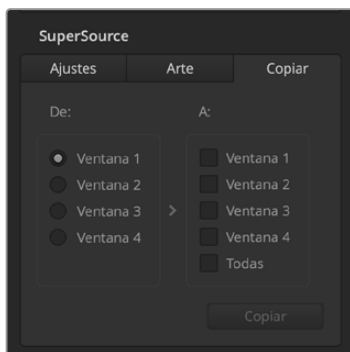 SuperSource
Ajustes Arte Copiar
De: A:
Ventana 1 Ventana 1
Ventana 2 Ventana 2
Ventana 3 > Ventana 3
Ventana 4 Ventana 4
Todas
Copiar